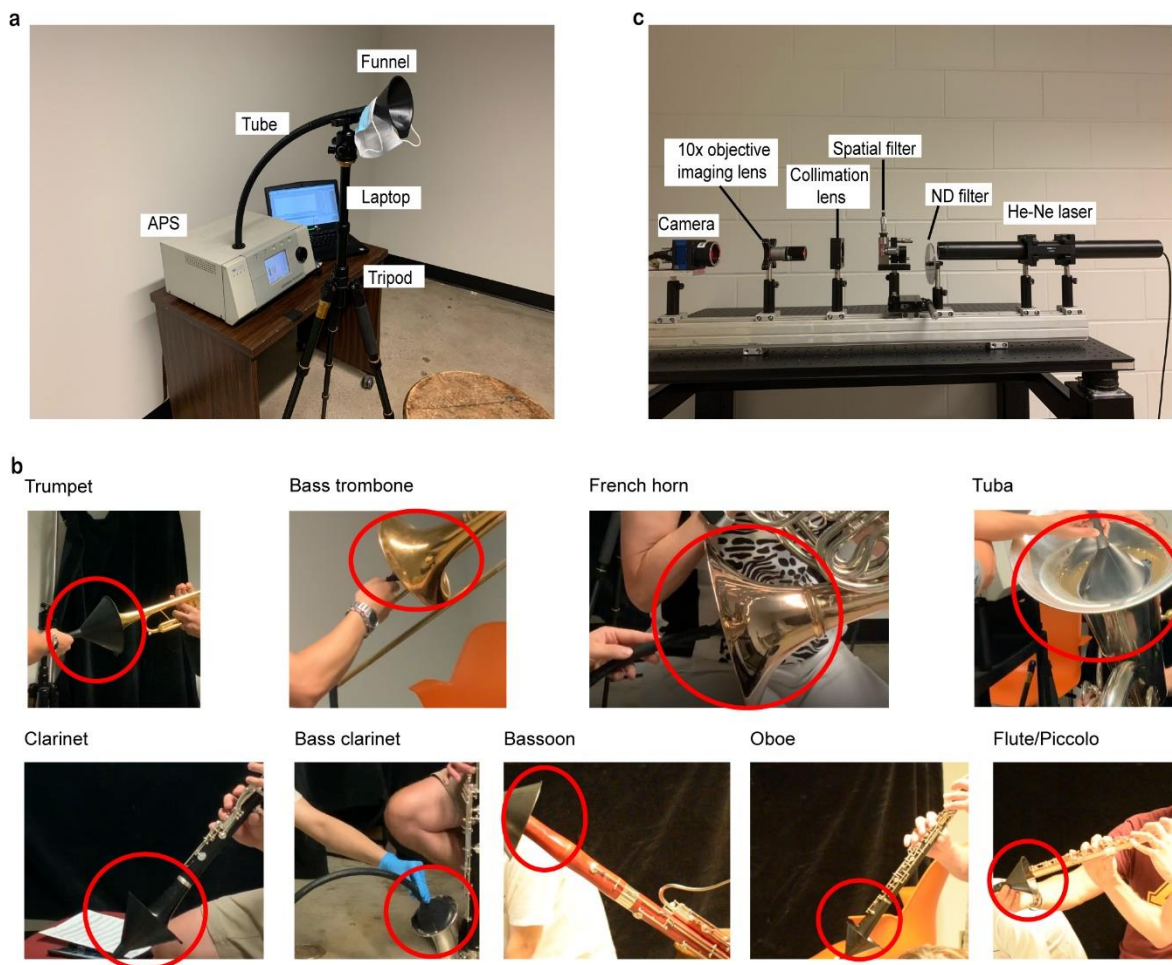 a
Funnel
Tube
Laptop
APS
Tripod
c
Spatial filter
10x objective
imaging lens
Collimation
lens
ND filter
He-Ne laser
Camera
b
Trumpet
Bass trombone
French horn
Tuba
Clarinet
Bass clarinet
Bassoon
Oboe
Flute/Piccolo